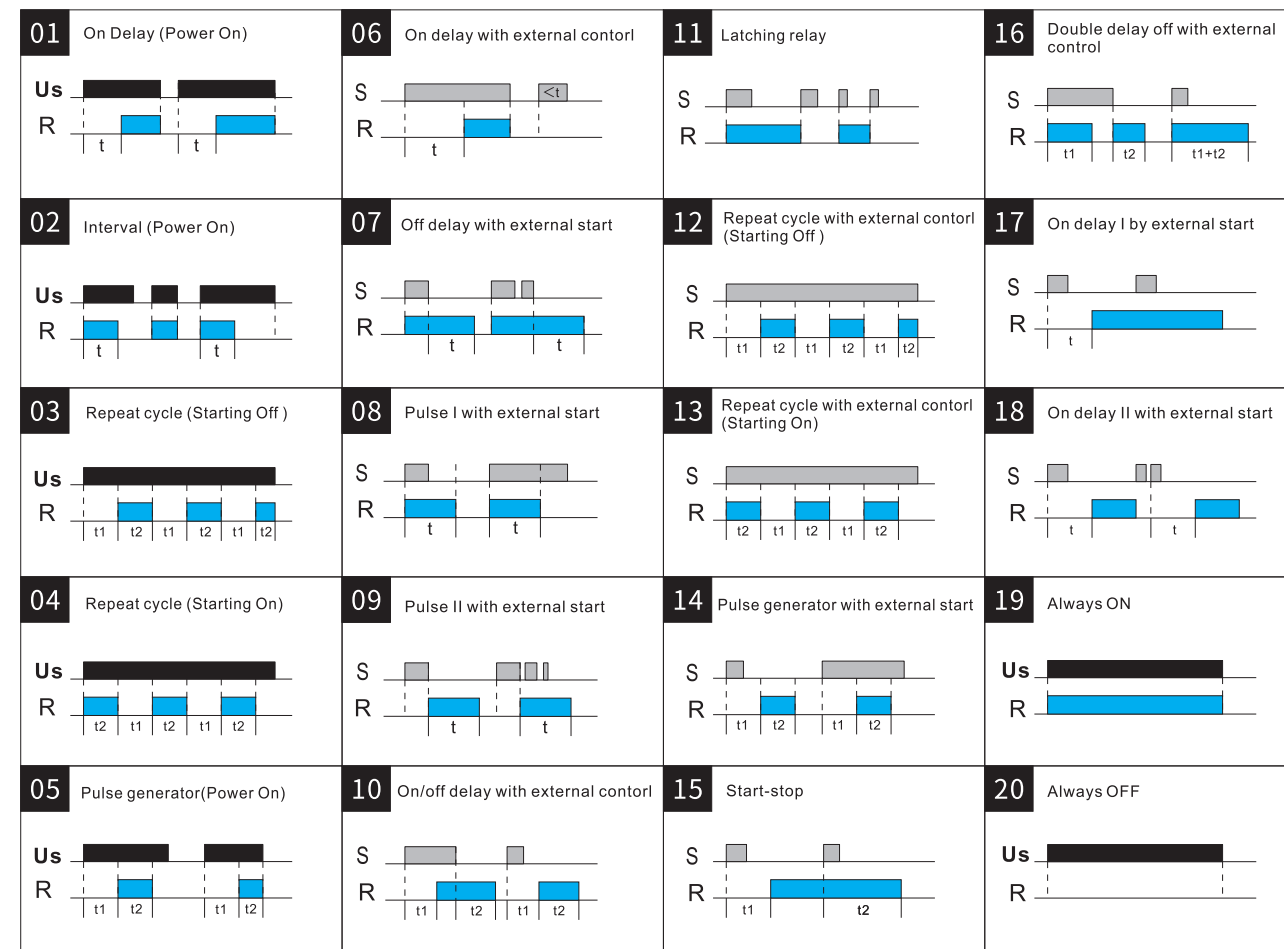 01
On Delay (Power On)
Us
R
t
t
06
On delay with external contorl
S
<t
R
t
11
Latching relay
S
R
16
Double delay off with external
control
S
R
t1
t2
t1+t2
02
Interval (Power On)
Us
R
t
t
07
Off delay with external start
S
R
t
t
12
Repeat cycle with external contorl
(Starting Off )
S
R
t1
t2
t1
t2
t1
t2
17
On delay I by external start
S
R
t
03
Repeat cycle (Starting Off )
Us
R
t1
t2
t1
t2
t1
t2
08
Pulse I with external start
S
R
t
t
13
Repeat cycle with external contorl
(Starting On)
S
R
t2
t1
t2
t1
t2
18
On delay II with external start
S
R
t
t
04
Repeat cycle (Starting On)
Us
R
t2
t1
t2
t1
t2
09
Pulse II with external start
S
R
t
t
14
Pulse generator with external start
S
R
t1
t2
t1
t2
19
Always ON
Us
R
05
Pulse generator(Power On)
Us
R
t1
t2
t1
t2
10
On/off delay with external contorl
S
R
t1
t2
t1
t2
15
Start-stop
S
R
t1
t2
20
Always OFF
Us
R